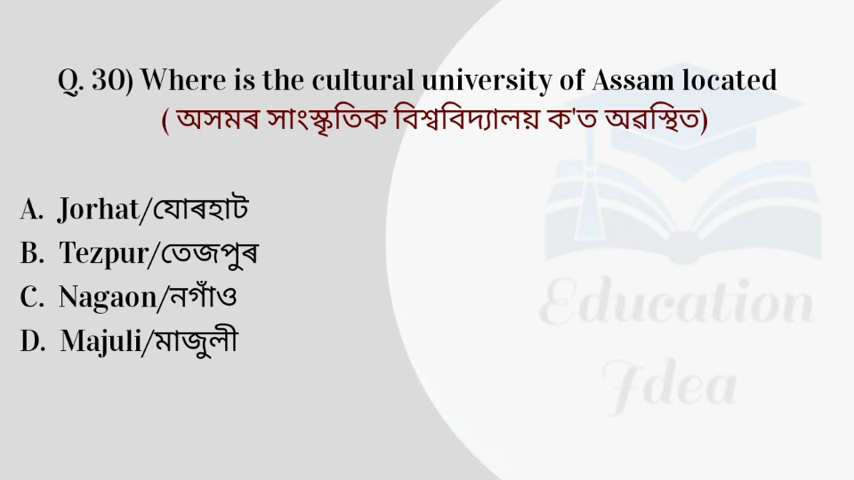 Q. 30) Where is the cultural university of Assam located
( অসমৰ সাংস্কৃতিক বিশ্ববিদ্যালয় ক'ত অৱস্থিত)
A. Jorhat/যোৰহাট
B. Tezpur/তেজপুৰ
C. Nagaon/নগাঁও
D. Majuli/মাজুলী
Education
Idea